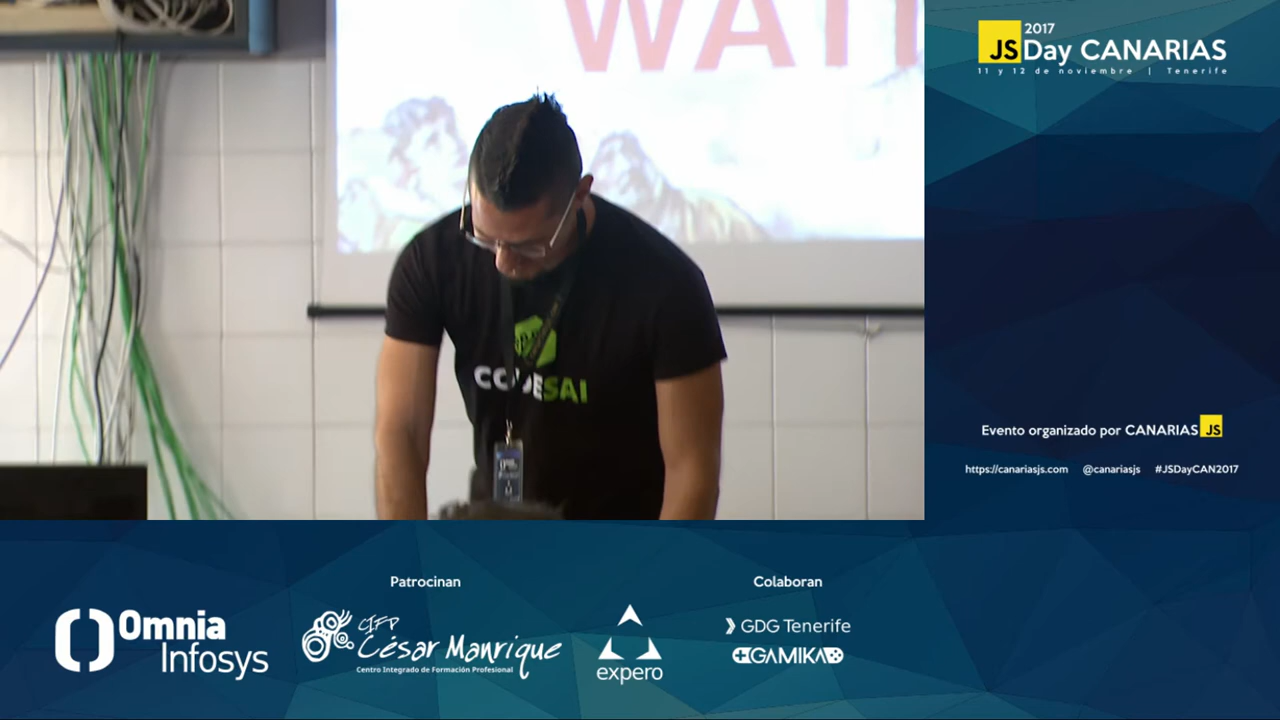 2017
JS Day CANARIAS
11 y 12 de noviembre | Tenerife
CODESAI
Evento organizado por CANARIAS JS
https://canariasjs.com @canariasjs #JSDayCAN2017
Patrocinan
Colaboran
Omnia
Infosys
CIFP
César Manrique
Centro Integrado de Formación Profesional
expero
GDG Tenerife
GAMIKA